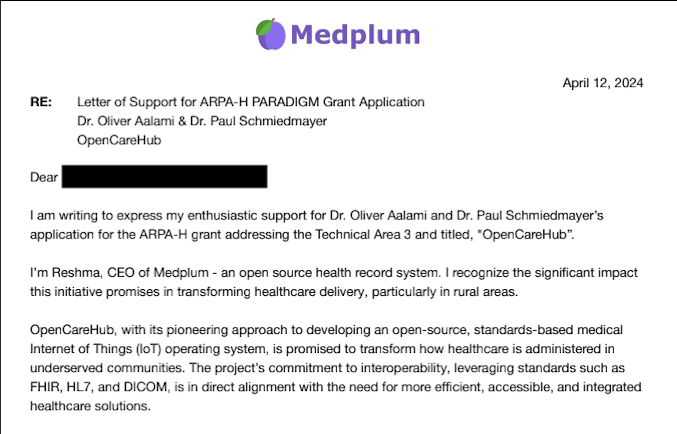 Medplum
April 12, 2024
RE: Letter of Support for ARPA-H PARADIGM Grant Application
Dr. Oliver Aalami & Dr. Paul Schmiedmayer
OpenCareHub
Dear
I am writing to express my enthusiastic support for Dr. Oliver Aalami and Dr. Paul Schmiedmayer's
application for the ARPA-H grant addressing the Technical Area 3 and titled, "OpenCareHub”.
I'm Reshma, CEO of Medplum - an open source health record system. I recognize the significant impact
this initiative promises in transforming healthcare delivery, particularly in rural areas.
OpenCareHub, with its pioneering approach to developing an open-source, standards-based medical
Internet of Things (IoT) operating system, is promised to transform how healthcare is administered in
underserved communities. The project's commitment to interoperability, leveraging standards such as
FHIR, HL7, and DICOM, is in direct alignment with the need for more efficient, accessible, and integrated
healthcare solutions.